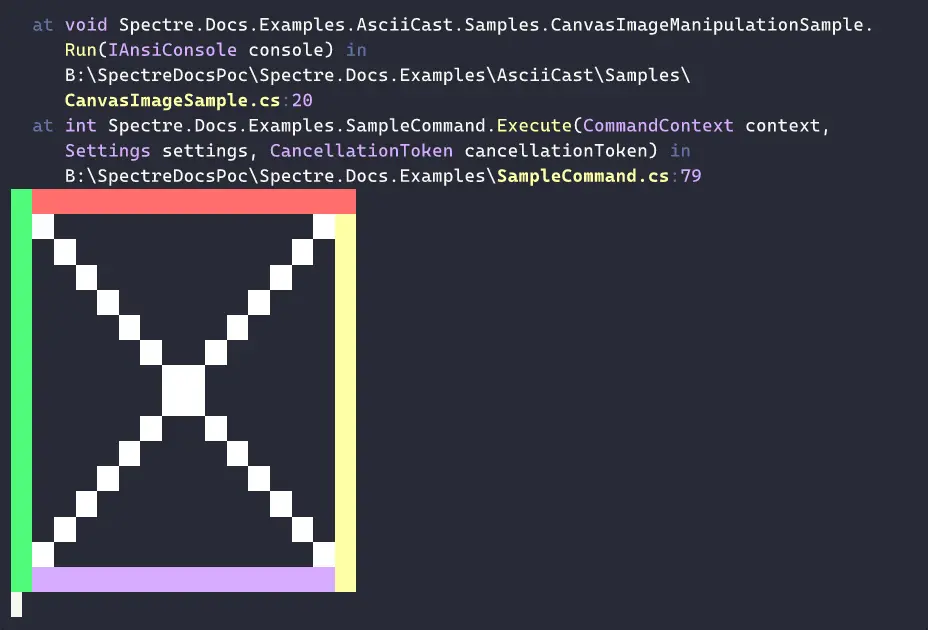 at void Spectre.Docs.Examples.AsciiCast.Samples.CanvasImageManipulationSample.
Run(IAnsiConsole console) in
B:\SpectreDocsPoc\Spectre.Docs.Examples\AsciiCast\Samples\
CanvasImageSample.cs:20
at int Spectre.Docs.Examples.SampleCommand.Execute(CommandContext context,
Settings settings, CancellationToken cancellationToken) in
B:\SpectreDocsPoc\Spectre.Docs.Examples\SampleCommand.cs:79